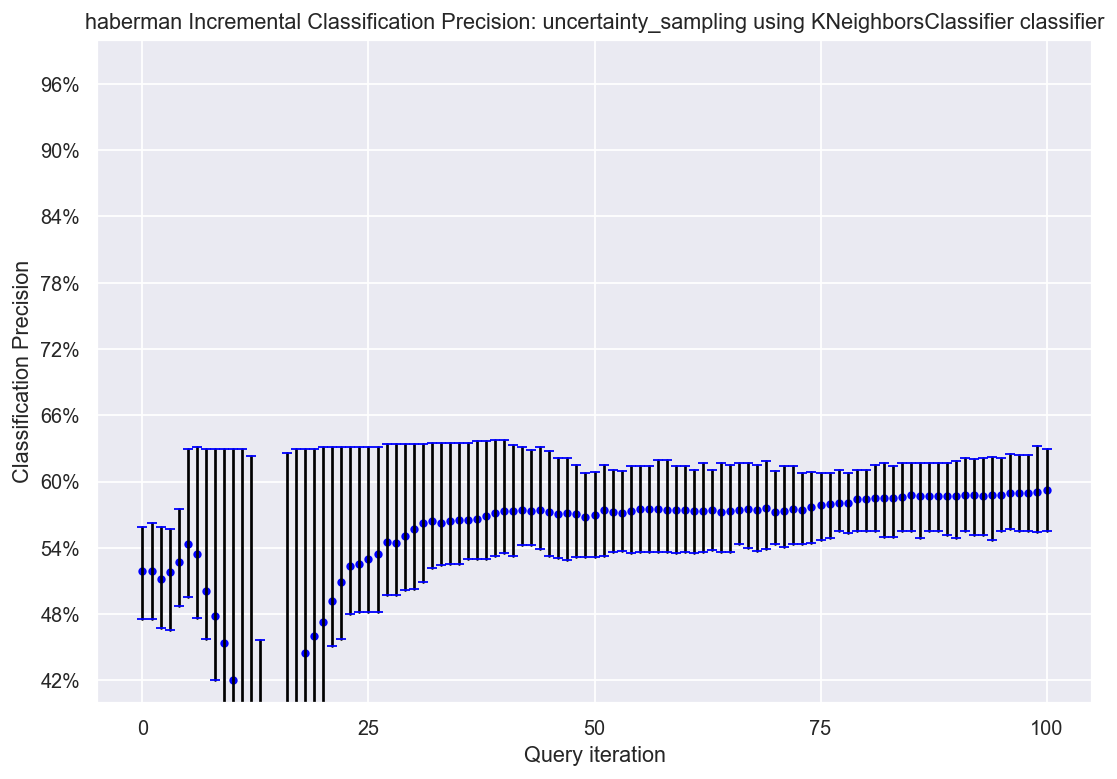 haberman Incremental Classification Precision: uncertainty_sampling using KNeighborsClassifier classifier
96%
90%
84%
78%
72%
66%
60%
54%
48%
42%
Classification Precision
0 25 50 75 100
Query iteration